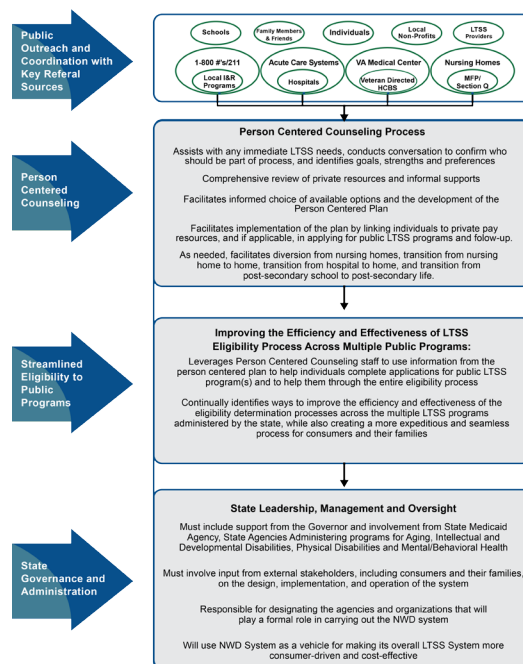 Public
Outreach and
Coordination with
Key Referal
Sources
Schools
Family Members
& Friends
Individuals
Local
Non-Profits
LTSS
Providers
1-800 #'s/211
Local I&R
Programs
Acute Care Systems
Hospitals
VA Medical Center
Veteran Directed
HCBS
Nursing Homes
MFP/
Section Q
Person
Centered
Counseling
Person Centered Counseling Process
Assists with any immediate LTSS needs, conducts conversation to confirm who
should be part of process, and identifies goals, strengths and preferences
Comprehensive review of private resources and informal supports
Facilitates informed choice of available options and the development of the
Person Centered Plan
Facilitates implementation of the plan by linking individuals to private pay
resources, and if applicable, in applying for public LTSS programs and folow-up.
As needed, facilitates diversion from nursing homes, transition from nursing
home to home, transition from hospital to home, and transition from
post-secondary school to post-secondary life.
Streamlined
Eligibility to
Public
Programs
Improving the Efficiency and Effectiveness of LTSS
Eligibility Process Across Multiple Public Programs:
Leverages Person Centered Counseling staff to use information from the
person centered plan to help individuals complete applications for public LTSS
program(s) and to help them through the entire eligibility process
Continually identifies ways to improve the efficiency and effectiveness of the
eligibility determination processes across the multiple LTSS programs
administered by the state, while also creating a more expeditious and seamless
process for consumers and their families
State
Governance and
Administration
State Leadership, Management and Oversight
Must include support from the Governor and involvement from State Medicaid
Agency, State Agencies Administering programs for Aging, Intellectual and
Developmental Disabilities, Physical Disabilities and Mental/Behavioral Health
Must involve input from external stakeholders, including consumers and their families,
on the design, implementation, and operation of the system
Responsible for designating the agencies and organizations that will
play a formal role in carrying out the NWD system
Will use NWD System as a vehicle for making its overall LTSS System more
consumer-driven and cost-effective